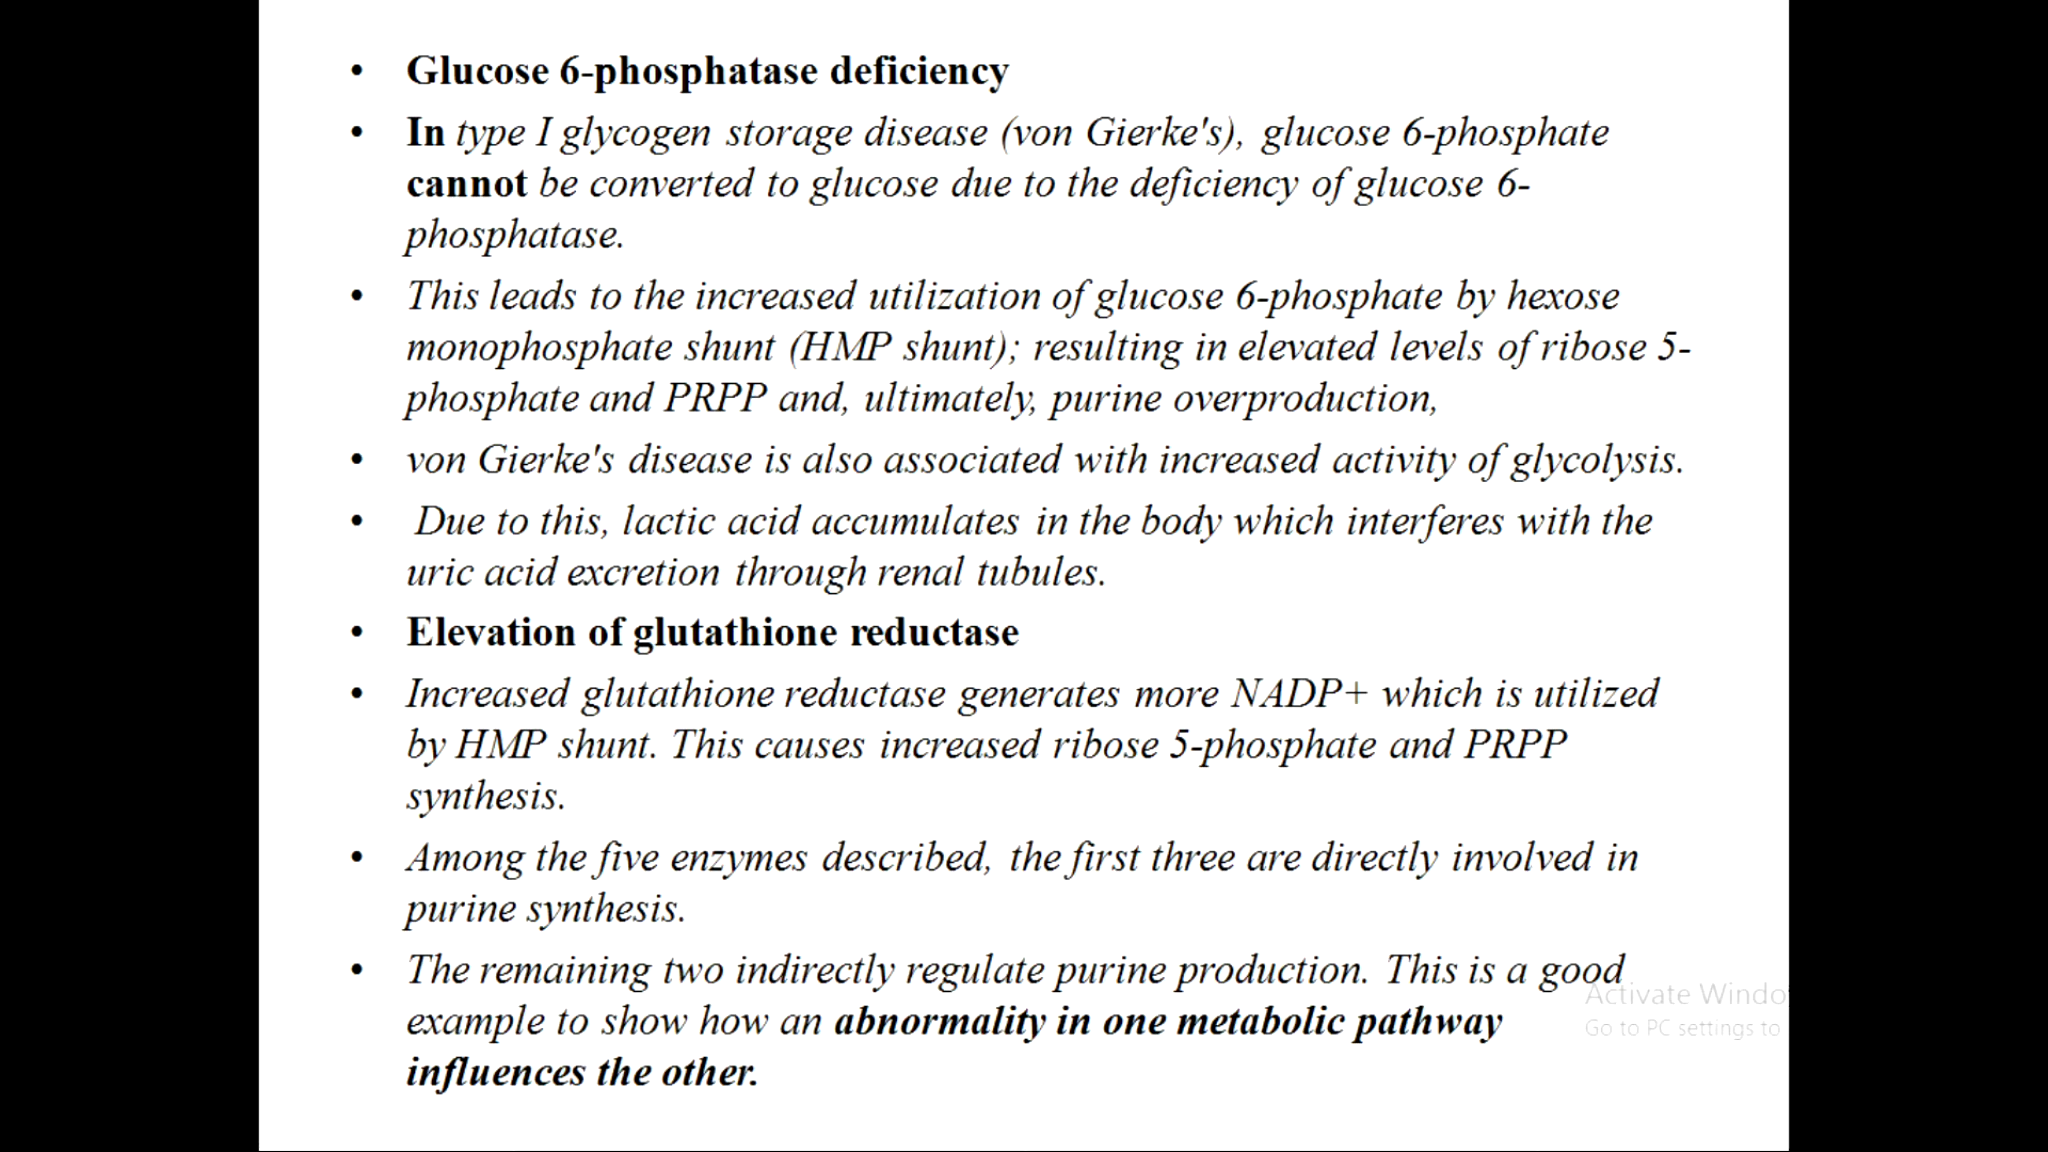 • Glucose 6-phosphatase deficiency
• In type I glycogen storage disease (von Gierke's), glucose 6-phosphate
cannot be converted to glucose due to the deficiency of glucose 6-
phosphatase.
• This leads to the increased utilization of glucose 6-phosphate by hexose
monophosphate shunt (HMP shunt); resulting in elevated levels of ribose 5-
phosphate and PRPP and, ultimately, purine overproduction,
• von Gierke's disease is also associated with increased activity of glycolysis.
• Due to this, lactic acid accumulates in the body which interferes with the
uric acid excretion through renal tubules.
• Elevation of glutathione reductase
• Increased glutathione reductase generates more NADP+ which is utilized
by HMP shunt. This causes increased ribose 5-phosphate and PRPP
synthesis.
• Among the five enzymes described, the first three are directly involved in
purine synthesis.
• The remaining two indirectly regulate purine production. This is a good
example to show how an abnormality in one metabolic pathway
influences the other.
Activate Windo
Go to PC settings to